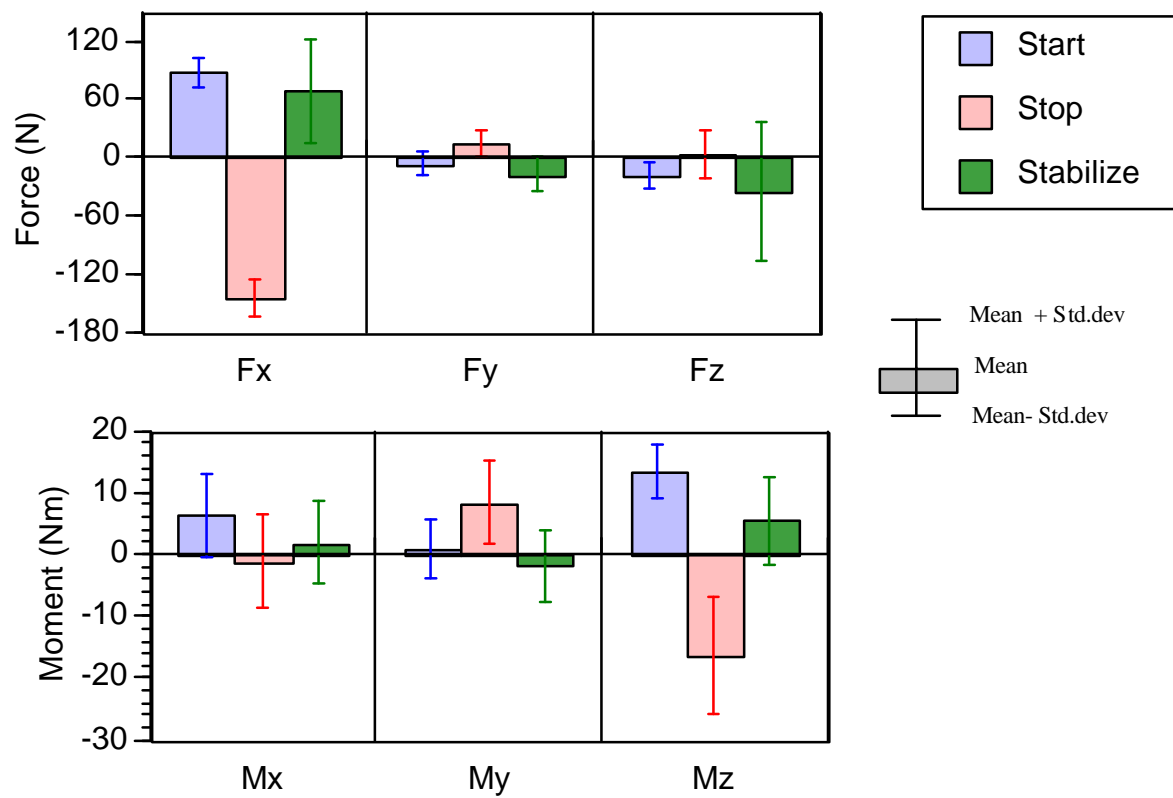 120
60
0
-60
-120
-180
Force (N)
Fx
Fy
Fz
Start
Stop
Stabilize
Mean + Std.dev
Mean
Mean- Std.dev
20
10
0
-10
-20
-30
Moment (Nm)
Mx
My
Mz